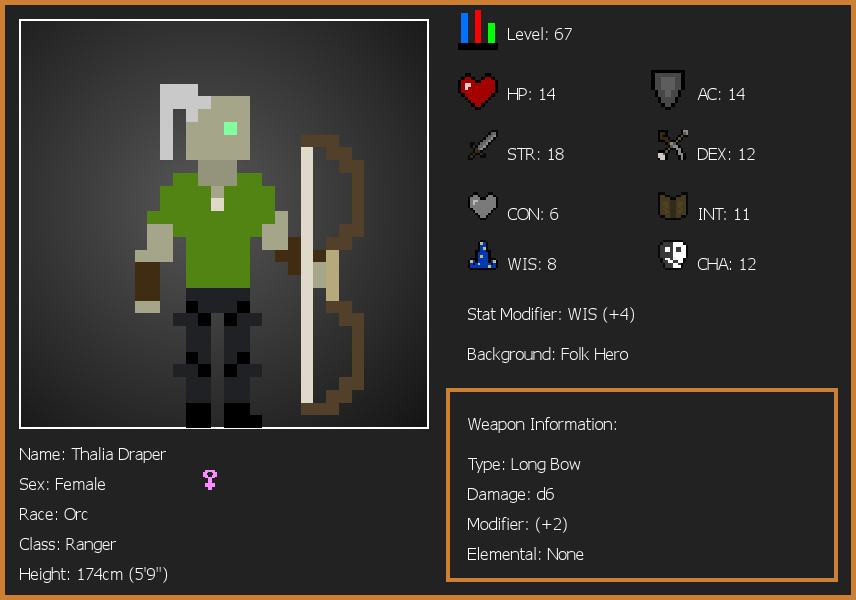 Level: 67
HP: 14
AC: 14
STR: 18
DEX: 12
CON: 6
INT: 11
WIS: 8
CHA: 12
Stat Modifier: WIS (+4)
Background: Folk Hero
Weapon Information:
Type: Long Bow
Damage: d6
Modifier: (+2)
Elemental: None
Name: Thalia Draper
Sex: Female
Race: Orc
Class: Ranger
Height: 174cm (5'9")